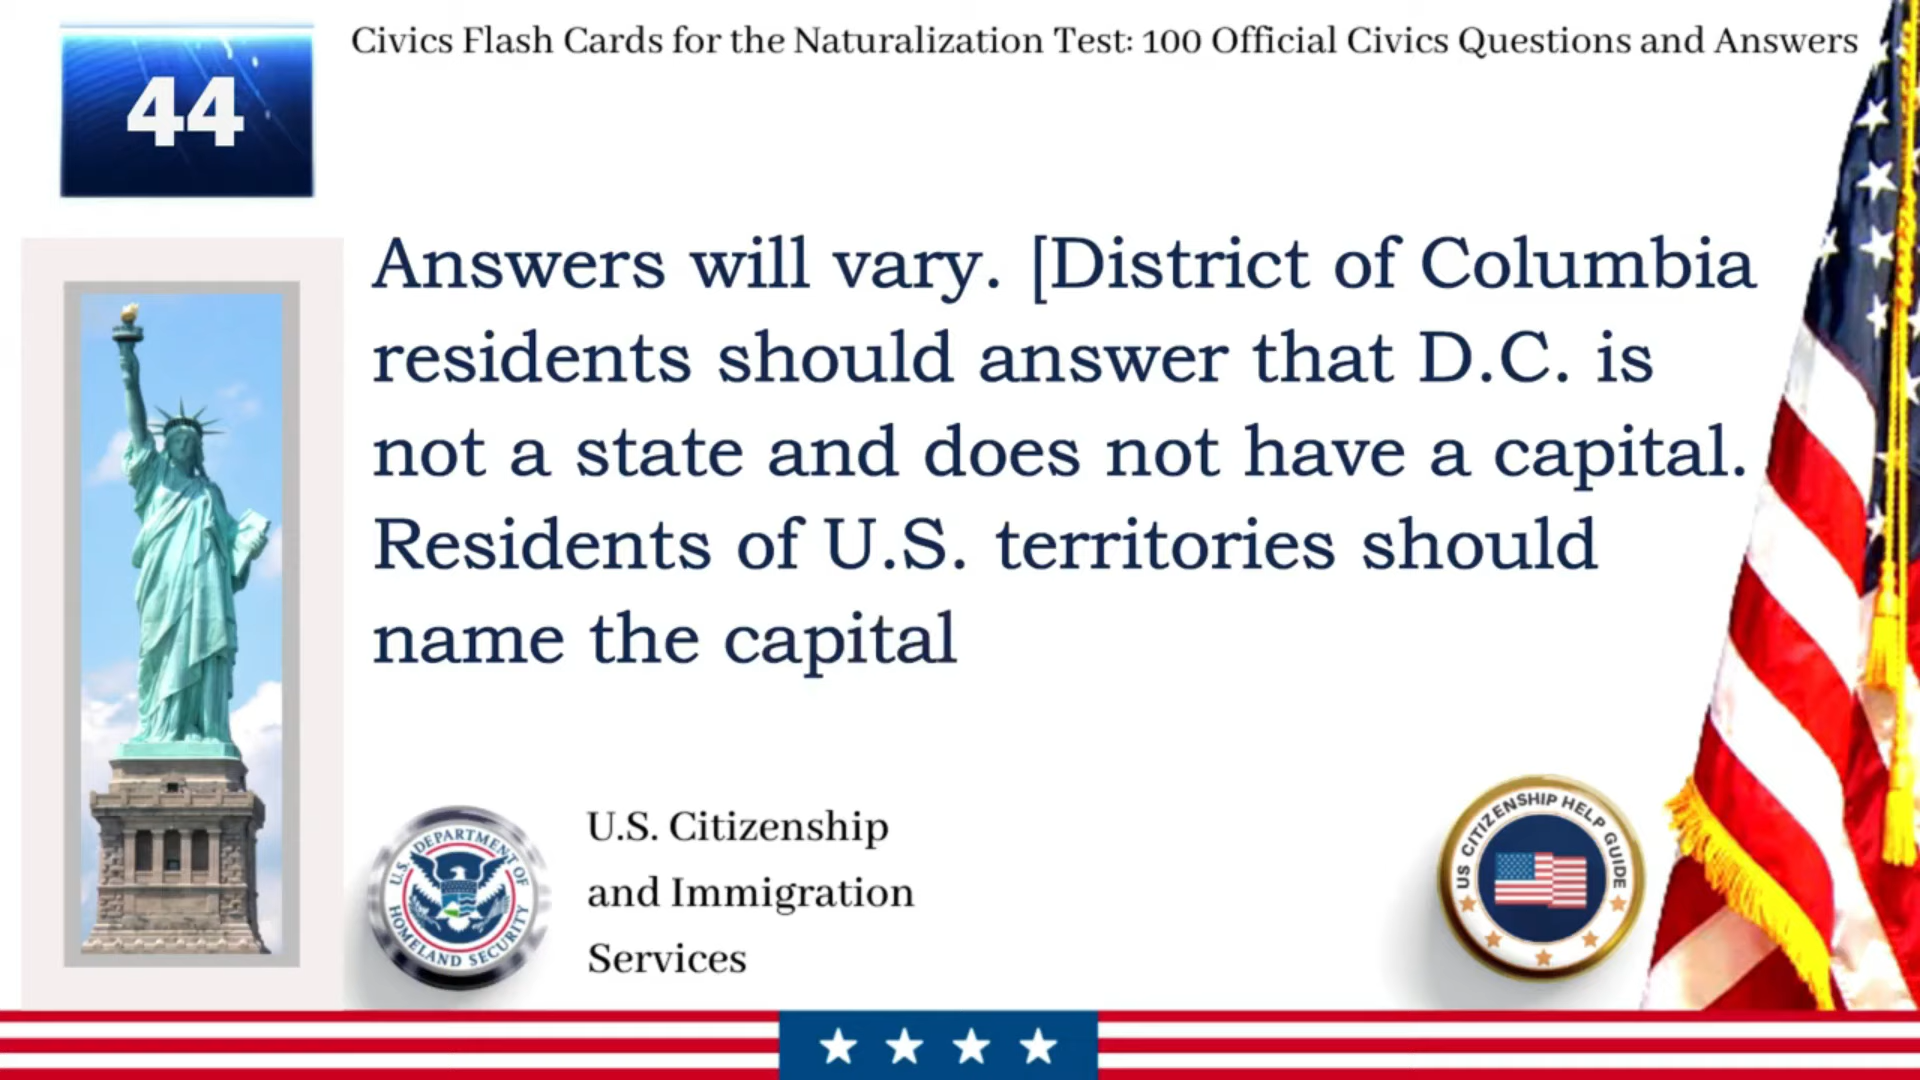 Civics Flash Cards for the Naturalization Test: 100 Official Civics Questions and Answers
44
Answers will vary. [District of Columbia
residents should answer that D.C. is
not a state and does not have a capital.
Residents of U.S. territories should
name the capital
U.S. DEPARTMENT OF
HOMELAND SECURITY
U.S. Citizenship
and Immigration
Services
US CITIZENSHIP HELP GUIDE